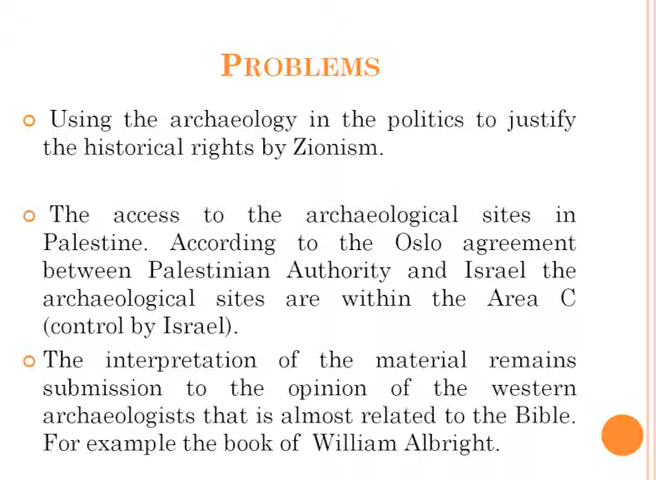 PROBLEMS
Using the archaeology in the politics to justify
the historical rights by Zionism.
The access to the archaeological sites in
Palestine. According to the Oslo agreement
between Palestinian Authority and Israel the
archaeological sites are within the Area C
(control by Israel).
The interpretation of the material remains
submission to the opinion of the western
archaeologists that is almost related to the Bible.
For example the book of William Albright.